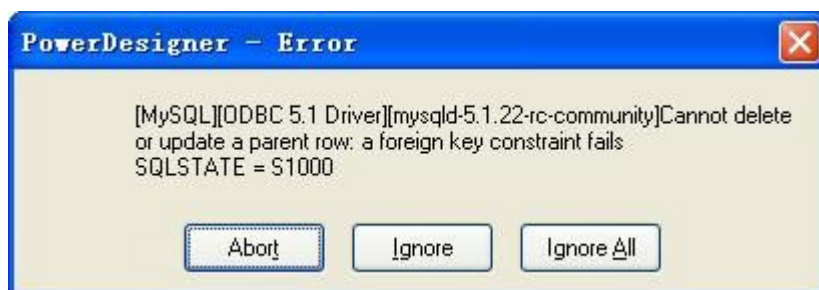 PowerDesigner - Error
[MySQL][ODBC 5.1 Driver][mysqld-5.1.22-rc-community]Cannot delete
or update a parent row: a foreign key constraint fails
SQLSTATE = S1000
Abort
Ignore
Ignore All